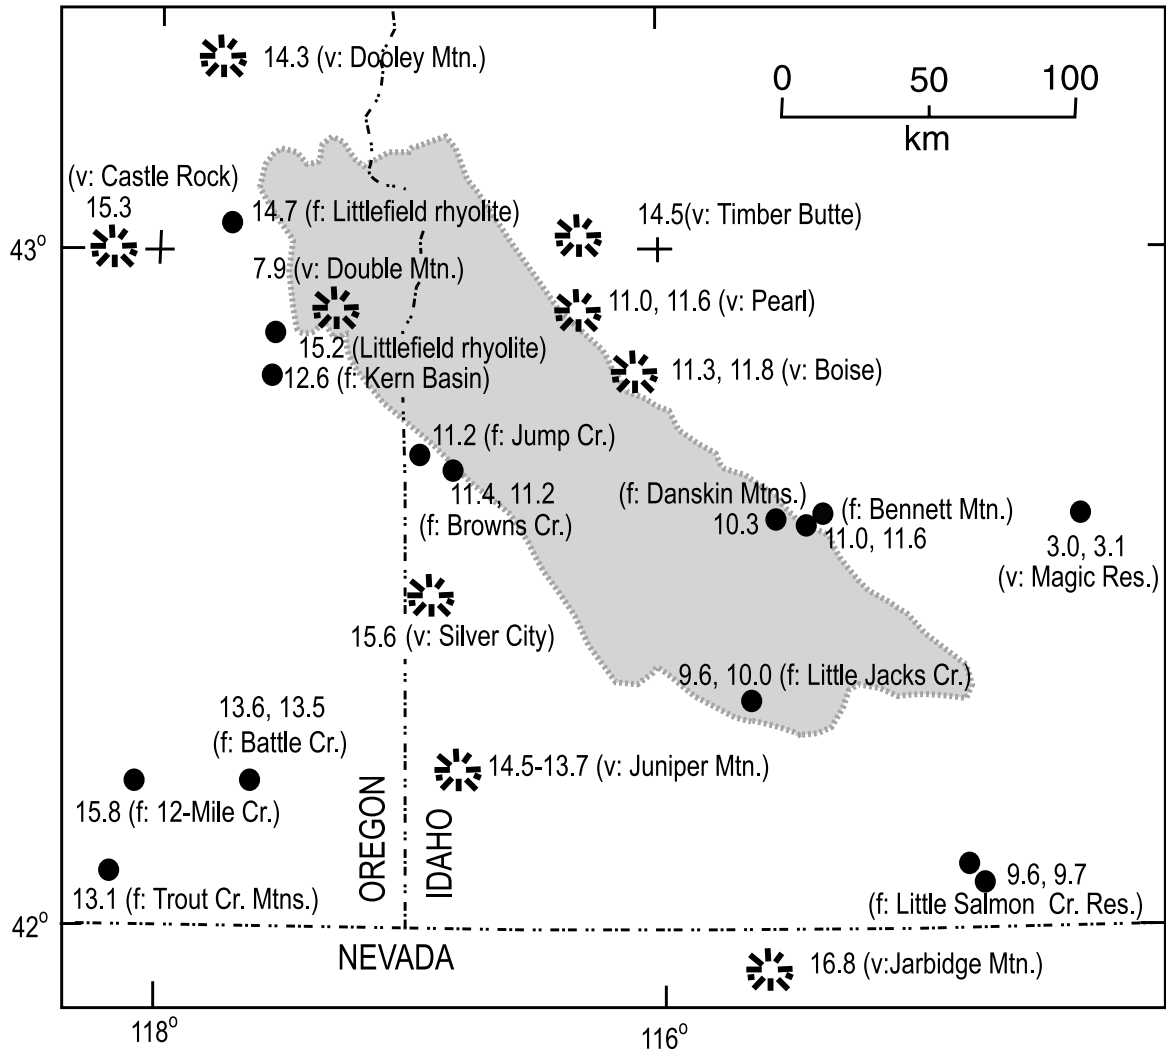 14.3 (v: Dooley Mtn.)
0 50 100
km
(v: Castle Rock)
15.3
14.7 (f: Littlefield rhyolite)
14.5(v: Timber Butte)
43o
7.9 (v: Double Mtn.)
11.0, 11.6 (v: Pearl)
15.2 (Littlefield rhyolite)
12.6 (f: Kern Basin)
11.3, 11.8 (v: Boise)
11.2 (f: Jump Cr.)
11.4, 11.2
(f: Browns Cr.)
(f: Danskin Mtns.)
10.3
(f: Bennett Mtn.)
11.0, 11.6
3.0, 3.1
(v: Magic Res.)
15.6 (v: Silver City)
9.6, 10.0 (f: Little Jacks Cr.)
13.6, 13.5
(f: Battle Cr.)
14.5-13.7 (v: Juniper Mtn.)
15.8 (f: 12-Mile Cr.)
OREGON
IDAHO
13.1 (f: Trout Cr. Mtns.)
9.6, 9.7
(f: Little Salmon Cr. Res.)
42o
NEVADA
16.8 (v:Jarbidge Mtn.)
118o
116o